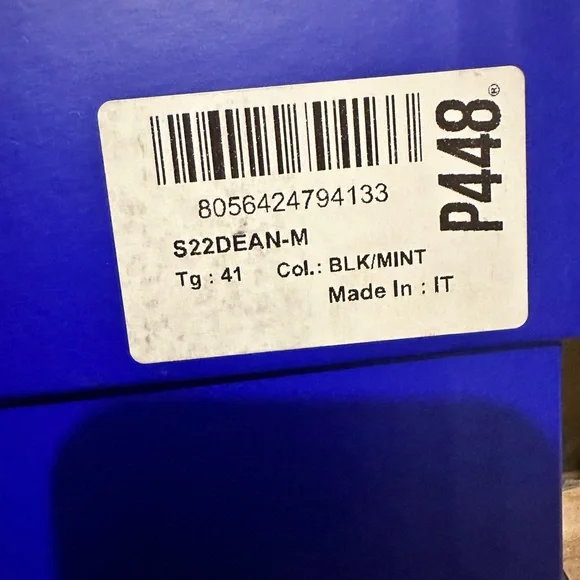 8056424794133
S22DEAN-M
Tg : 41 Col.: BLK/MINT
Made In : IT
P448®